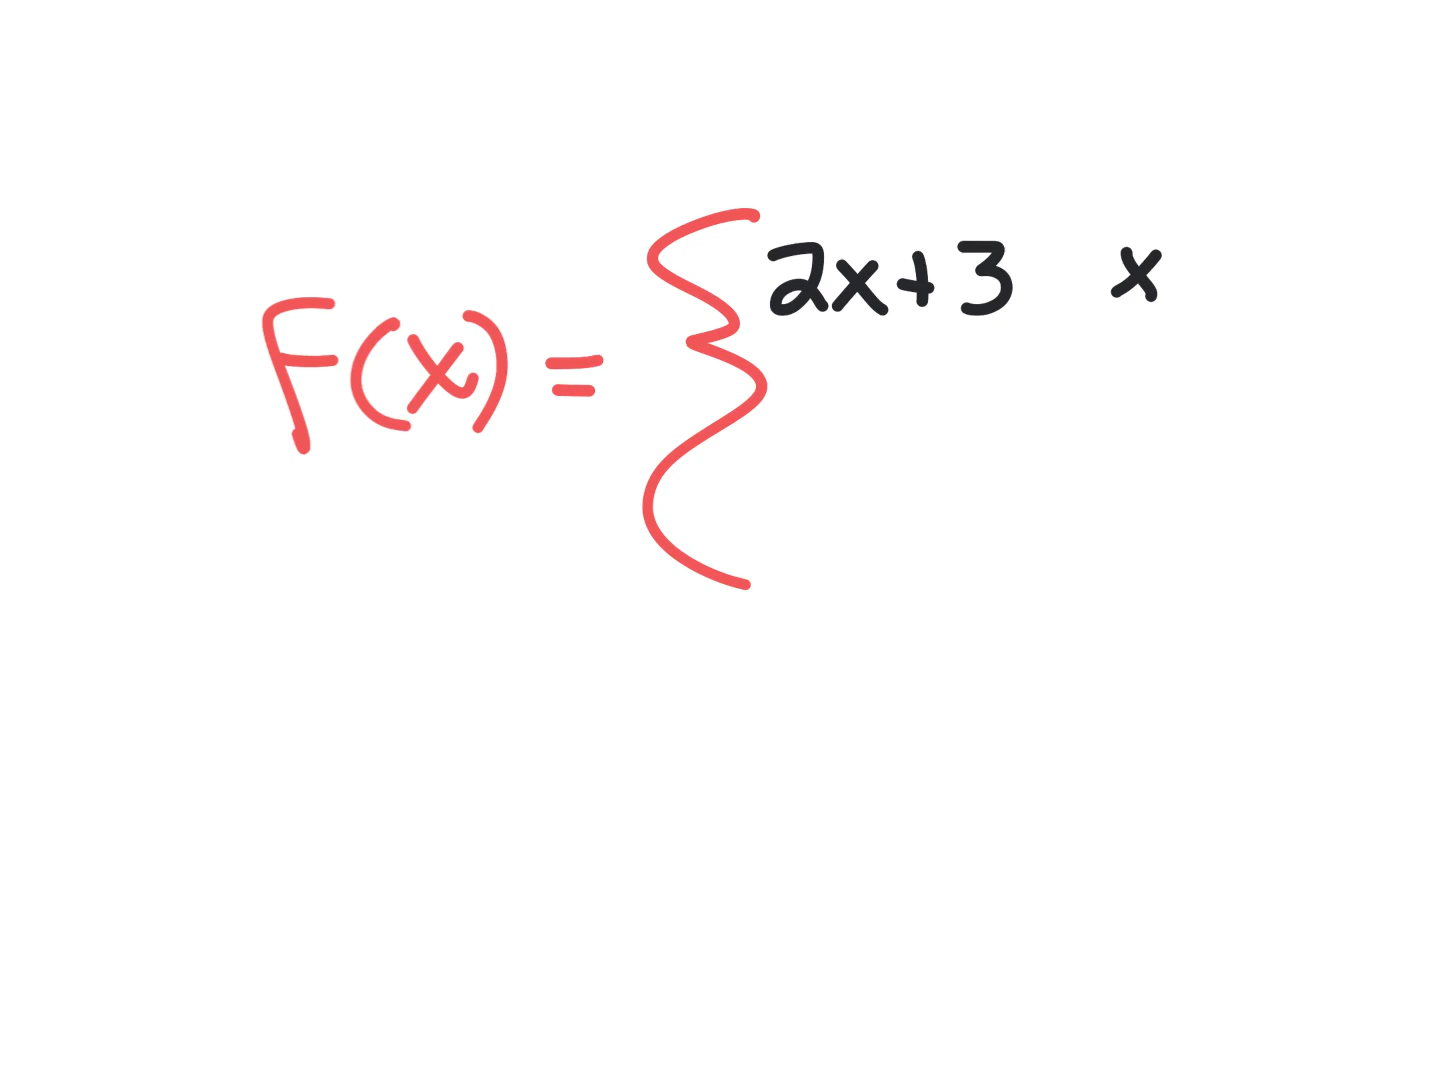 F(x) = { 2x+3 x